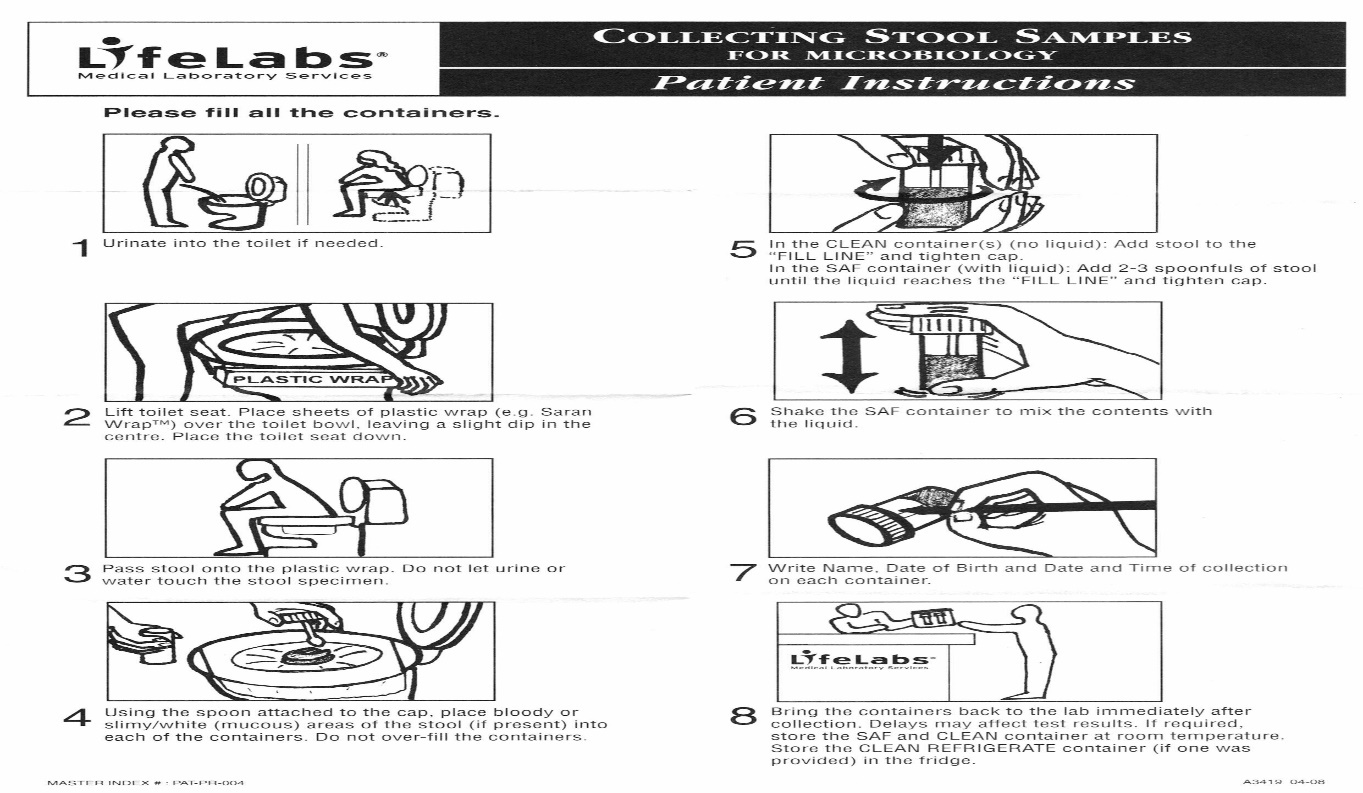 LifeLabs®
Medical Laboratory Services
COLLECTING STOOL SAMPLES
FOR MICROBIOLOGY
Patient Instructions
Please fill all the containers.
1 Urinate into the toilet if needed.
PLASTIC WRAP
2 Lift toilet seat. Place sheets of plastic wrap (e.g. Saran
Wrap™) over the toilet bowl, leaving a slight dip in the
centre. Place the toilet seat down.
3 Pass stool onto the plastic wrap. Do not let urine or
water touch the stool specimen.
4 Using the spoon attached to the cap, place bloody or
slimy/white (mucous) areas of the stool (if present) into
each of the containers. Do not over-fill the containers.
5 In the CLEAN container(s) (no liquid): Add stool to the
“FILL LINE” and tighten cap.
In the SAF container (with liquid): Add 2-3 spoonfuls of stool
until the liquid reaches the “FILL LINE” and tighten cap.
6 Shake the SAF container to mix the contents with
the liquid.
7 Write Name, Date of Birth and Date and Time of collection
on each container.
LifeLabs
Medical Laboratory Services
8 Bring the containers back to the lab immediately after
collection. Delays may affect test results. If required,
store the SAF and CLEAN container at room temperature.
Store the CLEAN REFRIGERATE container (if one was
provided) in the fridge.
MASTER INDEX # : PAT-PR-004
A3419 04-08